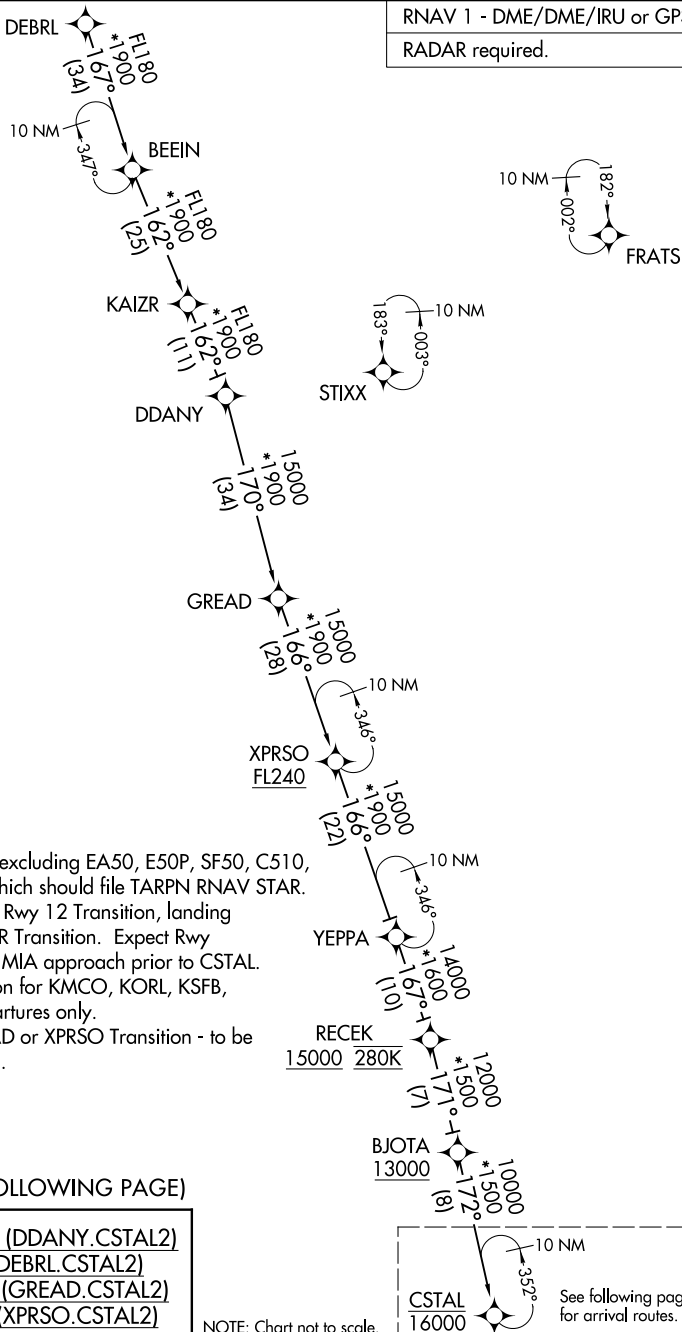 RNAV 1 - DME/DME/IRU or GPS
RADAR required.
DEBRL
FL180
*1900
167°
(34)
10 NM
347°
BEEIN
FL180
*1900
162°
(25)
10 NM
182°
002°
FRATS
KAIZR
FL180
*1900
162°
(11)
10 NM
183°
003°
STIXX
DDANY
15000
*1900
170°
(34)
GREAD
15000
*1900
166°
(28)
10 NM
346°
XPRSO
FL240
15000
*1900
166°
(22)
10 NM
346°
excluding EA50, E50P, SF50, C510,
hich should file TARPN RNAV STAR.
Rwy 12 Transition, landing
R Transition. Expect Rwy
MIA approach prior to CSTAL.
on for KMCO, KORL, KSFB,
artures only.
AD or XPRSO Transition - to be
.
YEPPA
14000
*1600
167°
(10)
RECEK
15000 280K
12000
*1500
171°
(7)
BJOTA
13000
10000
*1500
172°
(8)
OLLOWING PAGE)
(DDANY.CSTAL2)
DEBRL.CSTAL2)
(GREAD.CSTAL2)
(XPRSO.CSTAL2)
NOTE: Chart not to scale.
10 NM
352°
CSTAL
16000
See following pag
for arrival routes.